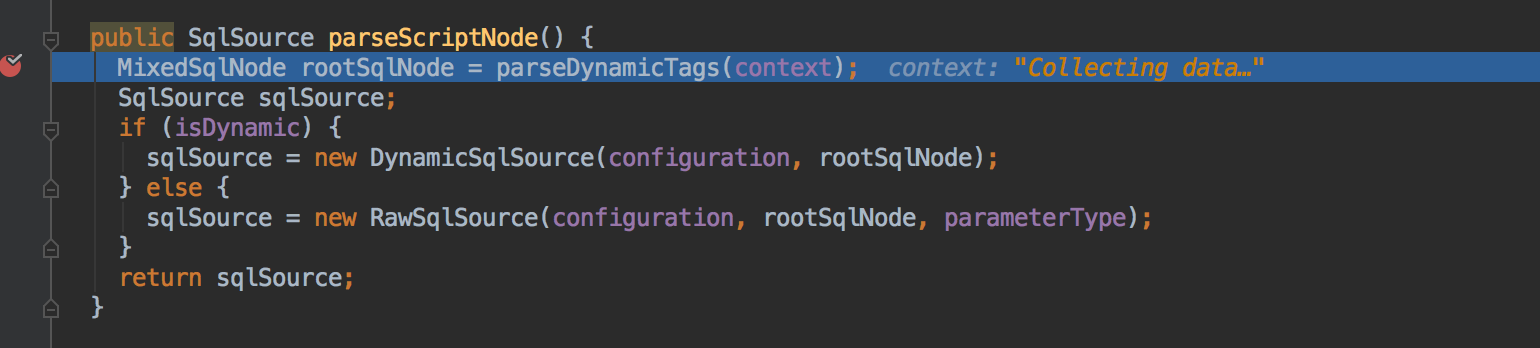 public SqlSource parseScriptNode() {
MixedSqlNode rootSqlNode = parseDynamicTags(context); context: "Collecting data…"
SqlSource sqlSource;
if (isDynamic) {
sqlSource = new DynamicSqlSource(configuration, rootSqlNode);
} else {
sqlSource = new RawSqlSource(configuration, rootSqlNode, parameterType);
}
return sqlSource;
}